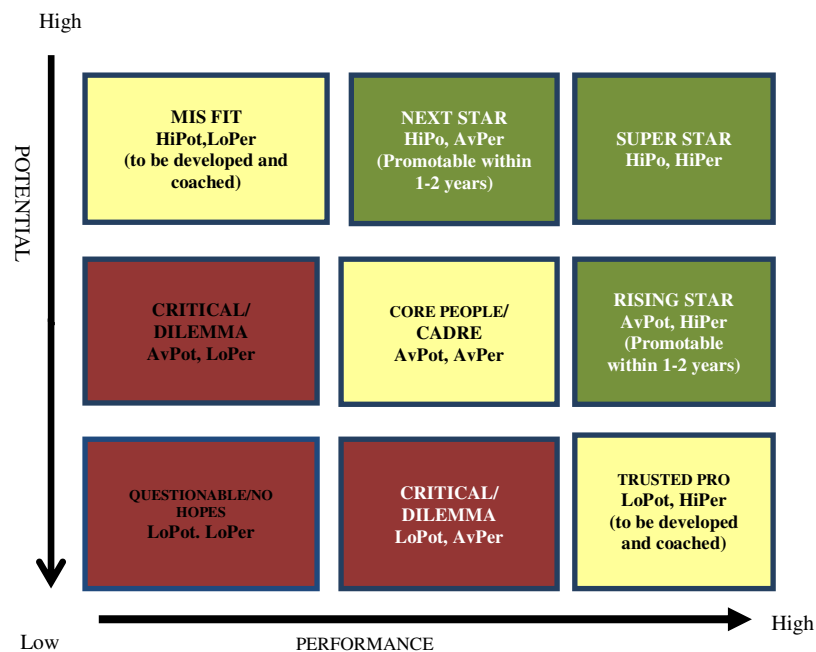 High
MIS FIT
HiPot,LoPer
(to be developed and
coached)
NEXT STAR
HiPo, AvPer
(Promotable within
1-2 years)
SUPER STAR
HiPo, HiPer
POTENTIAL
CRITICAL/
DILEMMA
AvPot, LoPer
CORE PEOPLE/
CADRE
AvPot, AvPer
RISING STAR
AvPot, HiPer
(Promotable
within 1-2 years)
QUESTIONABLE/NO
HOPES
LoPot. LoPer
CRITICAL/
DILEMMA
LoPot, AvPer
TRUSTED PRO
LoPot, HiPer
(to be developed
and coached)
Low
PERFORMANCE
High